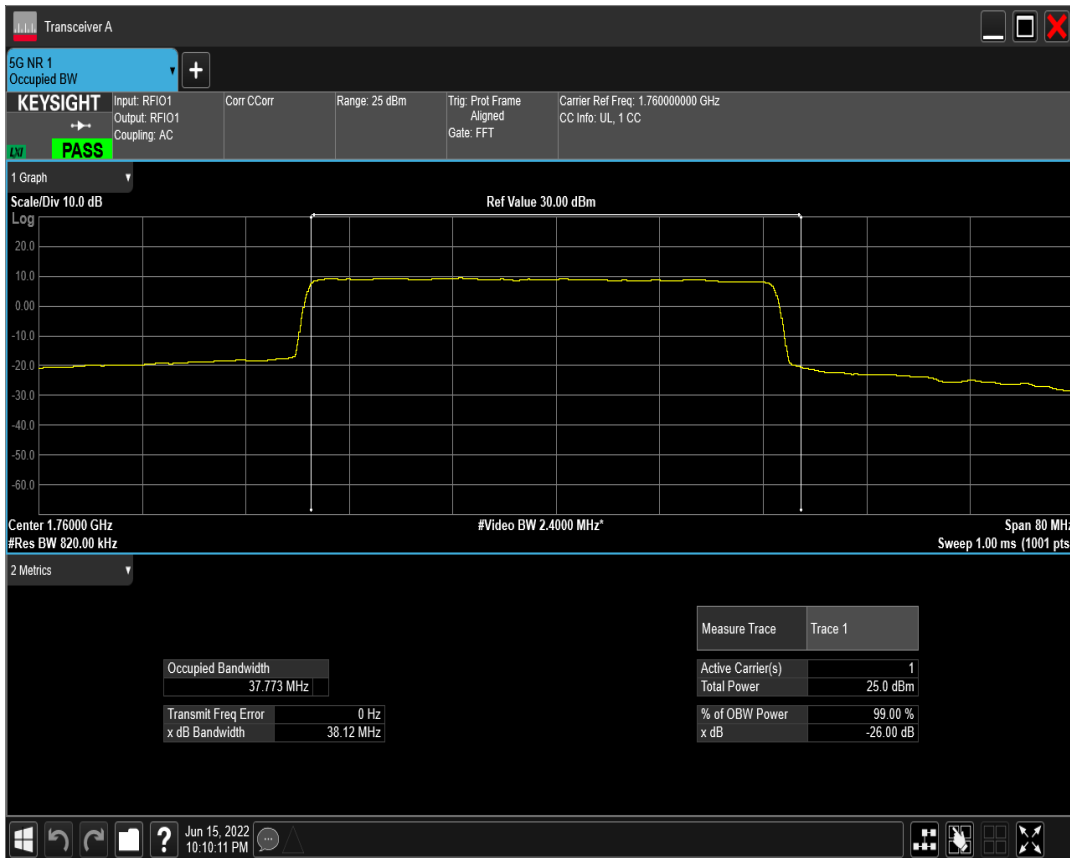 Transceiver A
5G NR 1
Occupied BW
KEYSIGHT
LXI
PASS
Input: RFIO1
Output: RFIO1
Coupling: AC
Corr CCorr
Range: 25 dBm
Trig: Prot Frame
Aligned
Gate: FFT
Carrier Ref Freq: 1.760000000 GHz
CC Info: UL, 1 CC
1 Graph
Scale/Div 10.0 dB
Ref Value 30.00 dBm
Log
20.0
10.0
0.00
-10.0
-20.0
-30.0
-40.0
-50.0
-60.0
Center 1.76000 GHz
#Video BW 2.4000 MHz*
Span 80 MHz
#Res BW 820.00 kHz
Sweep 1.00 ms (1001 pts
2 Metrics
Measure Trace Trace 1
Occupied Bandwidth
37.773 MHz
Active Carrier(s) 1
Total Power 25.0 dBm
Transmit Freq Error 0 Hz
x dB Bandwidth 38.12 MHz
% of OBW Power 99.00 %
x dB -26.00 dB
?
Jun 15, 2022
10:10:11 PM